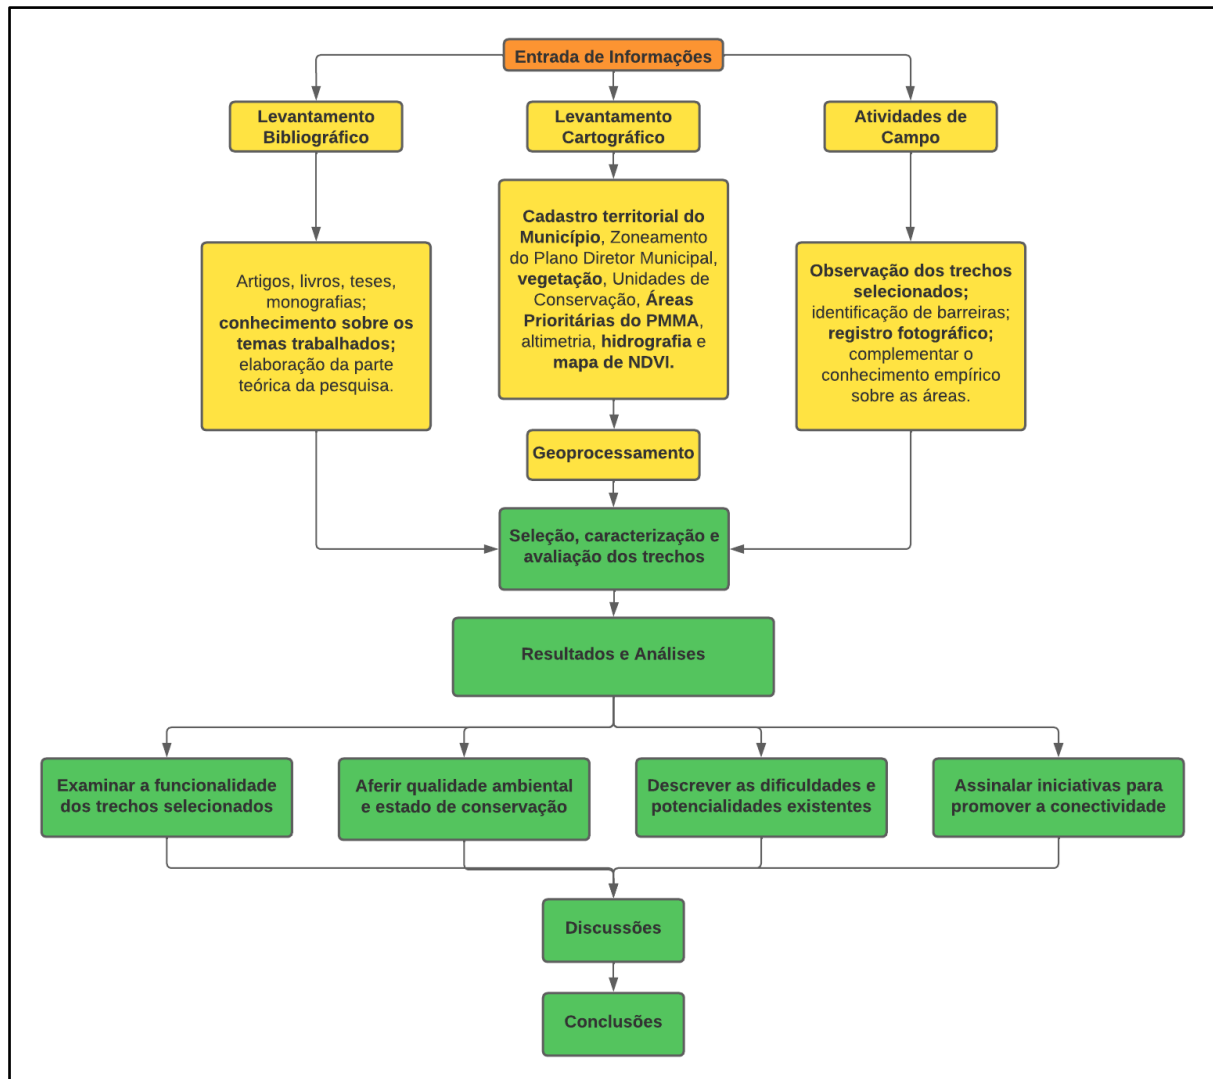 Entrada de Informações
Levantamento
Bibliográfico
Levantamento
Cartográfico
Atividades de
Campo
Artigos, livros, teses,
monografias;
conhecimento sobre os
temas trabalhados;
elaboração da parte
teórica da pesquisa.
Cadastro territorial do
Município, Zoneamento
do Plano Diretor Municipal,
vegetação, Unidades de
Conservação, Áreas
Prioritárias do PMMA,
altimetria, hidrografia e
mapa de NDVI.
Observação dos trechos
selecionados;
identificação de barreiras;
registro fotográfico;
complementar o
conhecimento empírico
sobre as áreas.
Geoprocessamento
Seleção, caracterização e
avaliação dos trechos
Resultados e Análises
Examinar a funcionalidade
dos trechos selecionados
Aferir qualidade ambiental
e estado de conservação
Descrever as dificuldades e
potencialidades existentes
Assinalar iniciativas para
promover a conectividade
Discussões
Conclusões